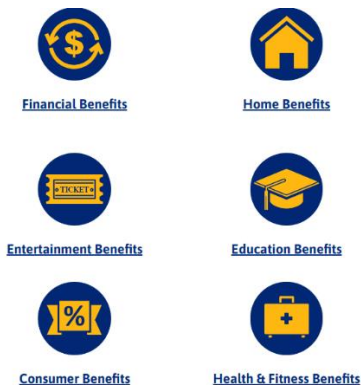 $
Financial Benefits
Home Benefits
TICKET
Entertainment Benefits
Education Benefits
%
Consumer Benefits
Health & Fitness Benefits